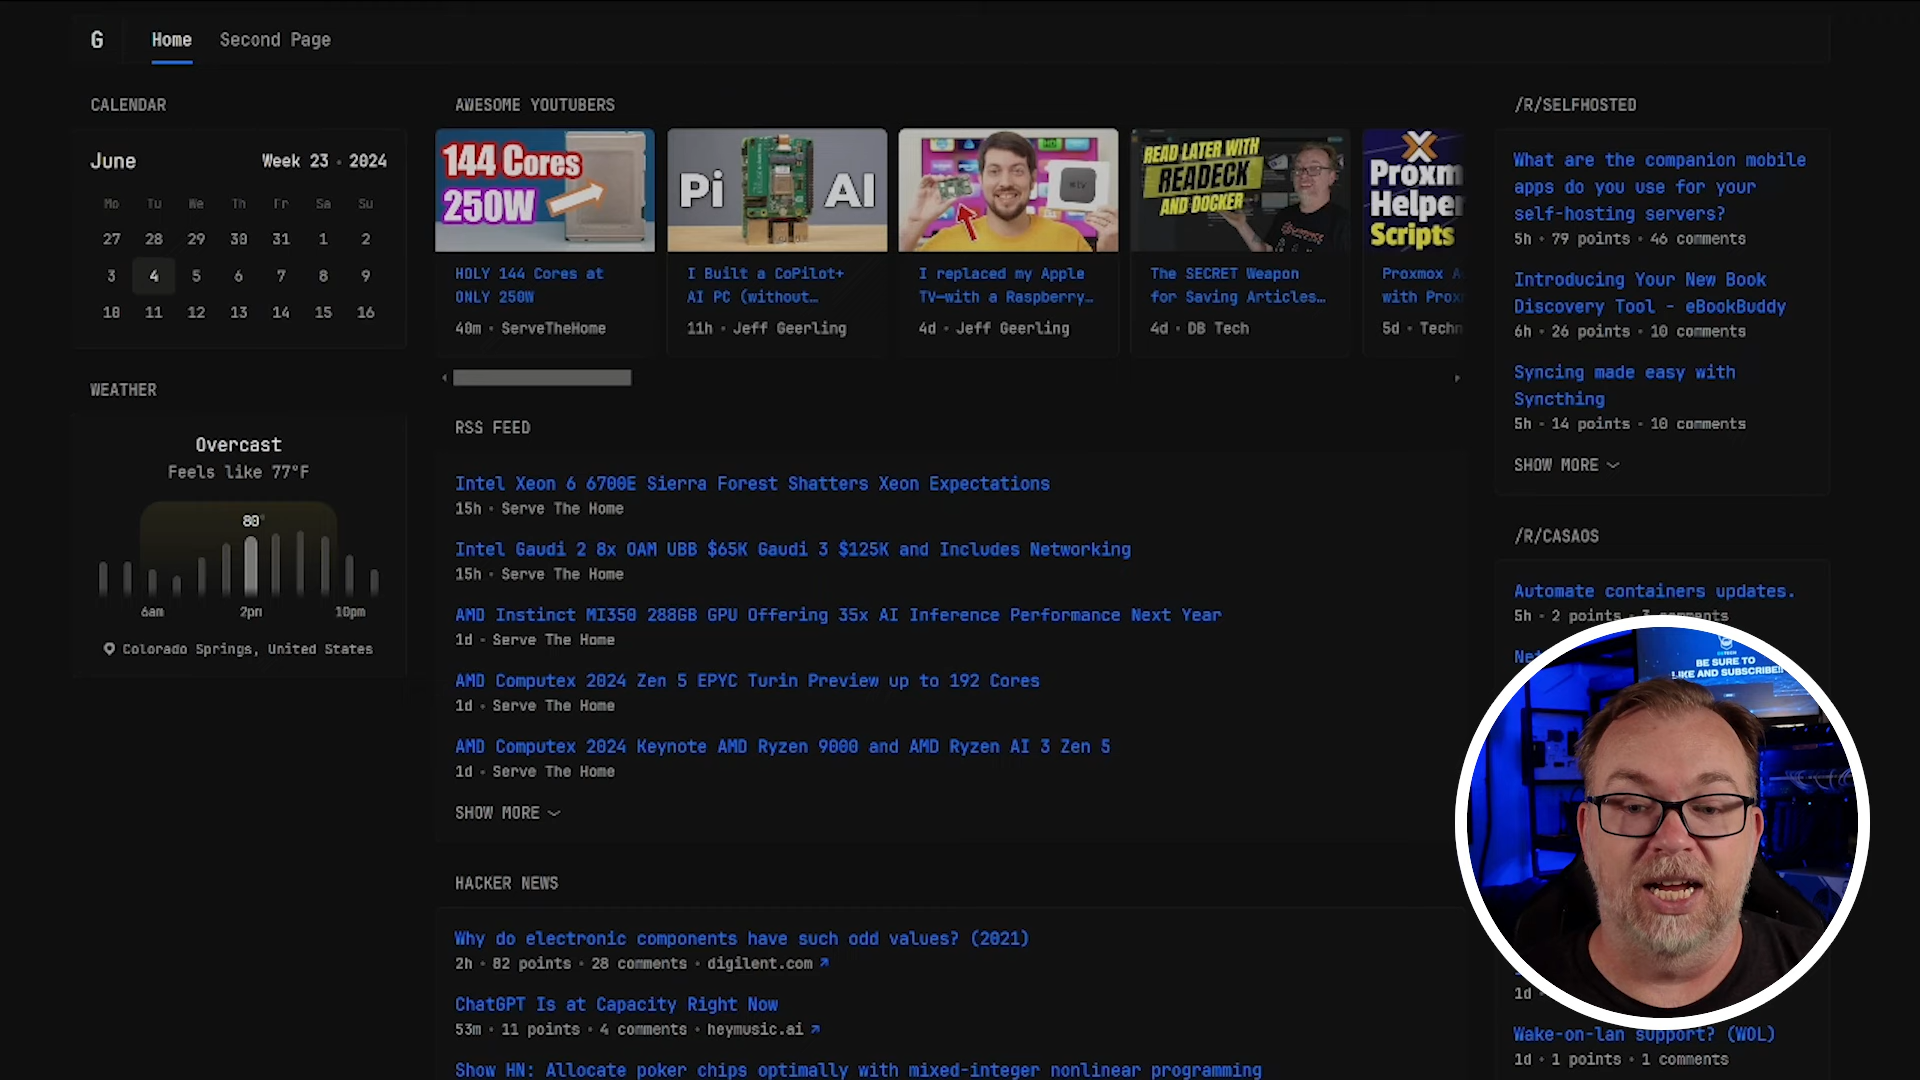 G
Home
Second Page
CALENDAR
June
Week 23 · 2024
Mo Tu We Th Fr Sa Su
27 28 29 30 31 1 2
3 4 5 6 7 8 9
10 11 12 13 14 15 16
WEATHER
Overcast
Feels like 77°F
80°
6am 2pm 10pm
Colorado Springs, United States
AWESOME YOUTUBERS
144 Cores
250W
HOLY 144 Cores at
ONLY 250W
40m · ServeTheHome
Pi AI
I Built a CoPilot+
AI PC (without…
11h · Jeff Geerling
I replaced my Apple
TV—with a Raspberry…
4d · Jeff Geerling
READ LATER WITH
READECK
AND DOCKER
The SECRET Weapon
for Saving Articles…
4d · DB Tech
Proxm
Helper
Scripts
Proxmox A
with Prox
5d · Techn
RSS FEED
Intel Xeon 6 6700E Sierra Forest Shatters Xeon Expectations
15h · Serve The Home
Intel Gaudi 2 8x OAM UBB $65K Gaudi 3 $125K and Includes Networking
15h · Serve The Home
AMD Instinct MI350 288GB GPU Offering 35x AI Inference Performance Next Year
1d · Serve The Home
AMD Computex 2024 Zen 5 EPYC Turin Preview up to 192 Cores
1d · Serve The Home
AMD Computex 2024 Keynote AMD Ryzen 9000 and AMD Ryzen AI 3 Zen 5
1d · Serve The Home
SHOW MORE
HACKER NEWS
Why do electronic components have such odd values? (2021)
2h · 82 points · 28 comments · digilent.com
ChatGPT Is at Capacity Right Now
53m · 11 points · 4 comments · heymusic.ai
Show HN: Allocate poker chips optimally with mixed-integer nonlinear programming
/R/SELFHOSTED
What are the companion mobile
apps do you use for your
self-hosting servers?
5h · 79 points · 46 comments
Introducing Your New Book
Discovery Tool - eBookBuddy
6h · 26 points · 10 comments
Syncing made easy with
Syncthing
5h · 14 points · 10 comments
SHOW MORE
/R/CASAOS
Automate containers updates.
5h · 2 points · 3 comments
Net
BE SURE TO
LIKE AND SUBSCRIBE!!
1d ·
Wake-on-lan support? (WOL)
1d · 1 points · 1 comments